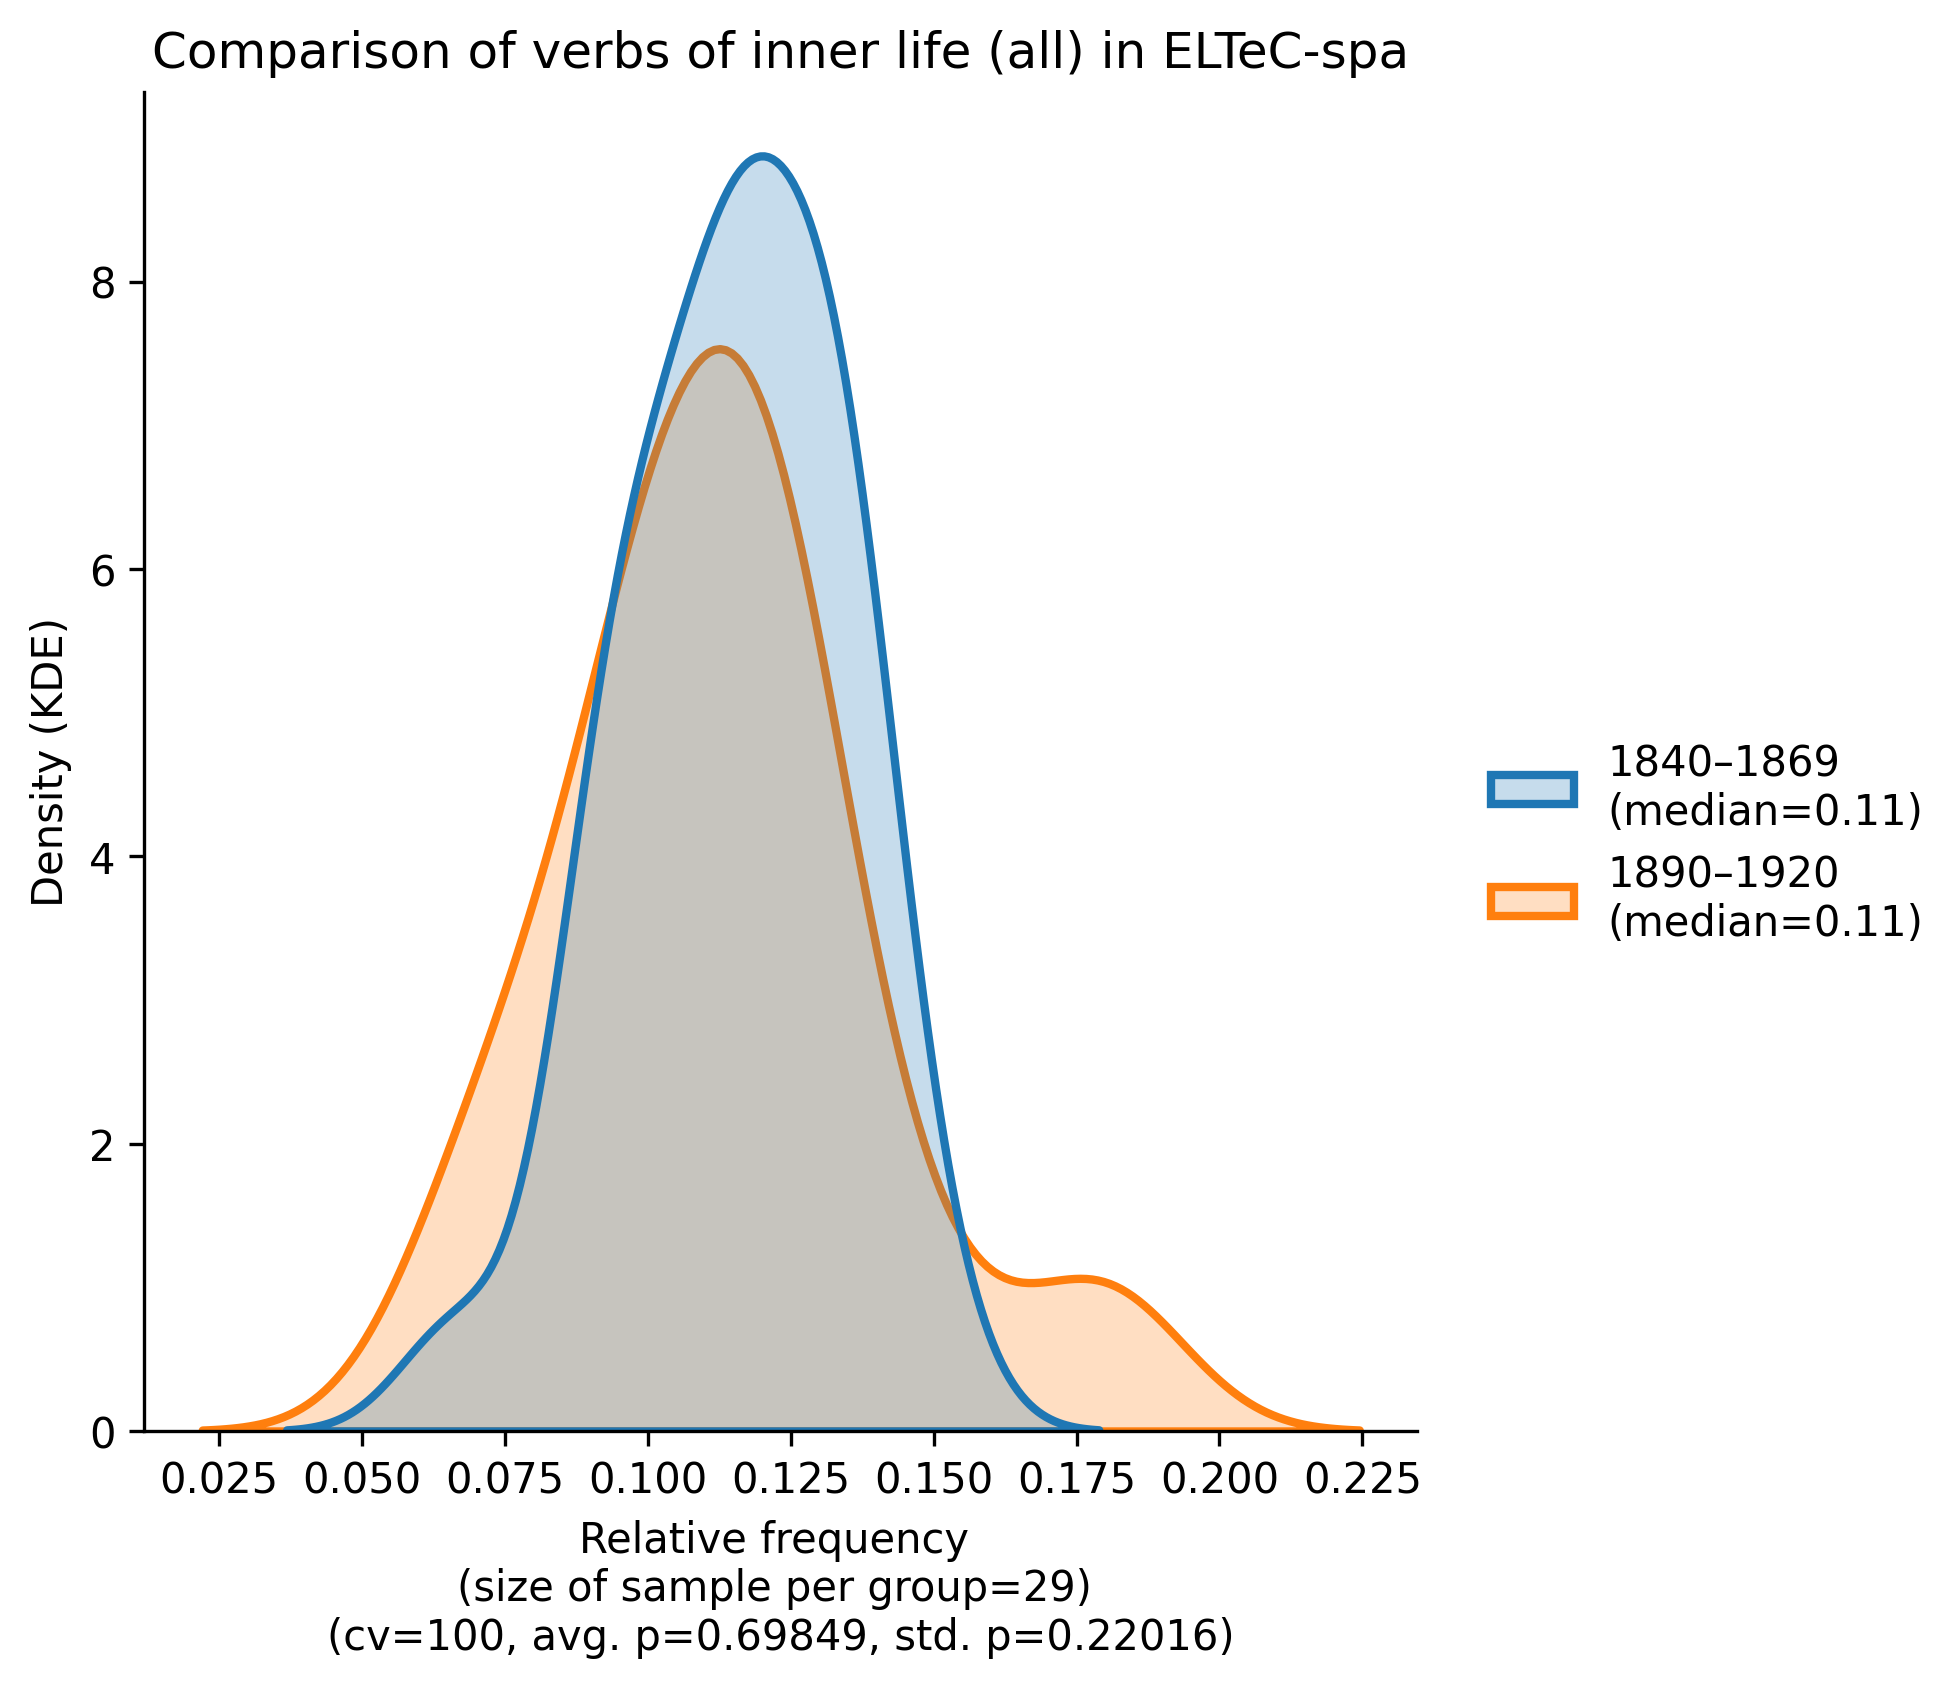 Comparison of verbs of inner life (all) in ELTeC-spa
Density (KDE)
8
6
4
2
0
0.025 0.050 0.075 0.100 0.125 0.150 0.175 0.200 0.225
Relative frequency
(size of sample per group=29)
(cv=100, avg. p=0.69849, std. p=0.22016)
1840–1869
(median=0.11)
1890–1920
(median=0.11)